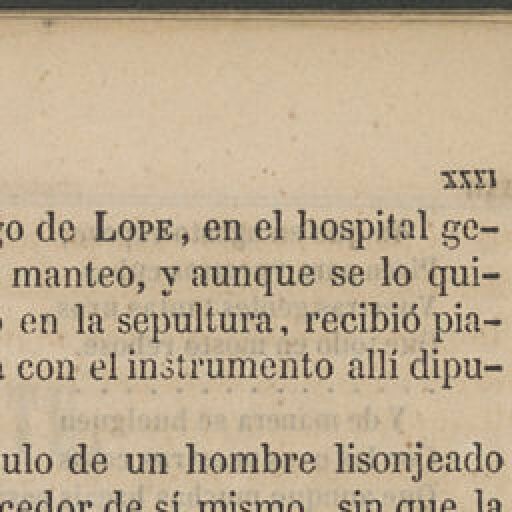 XXXI
go de LOPE, en el hospital ge-
manteo, y aunque se lo qui-
en la sepultura, recibió pia-
con el instrumento allí dipu-
ulo de un hombre lisonjeado
cedor de sí mismo, sin que la